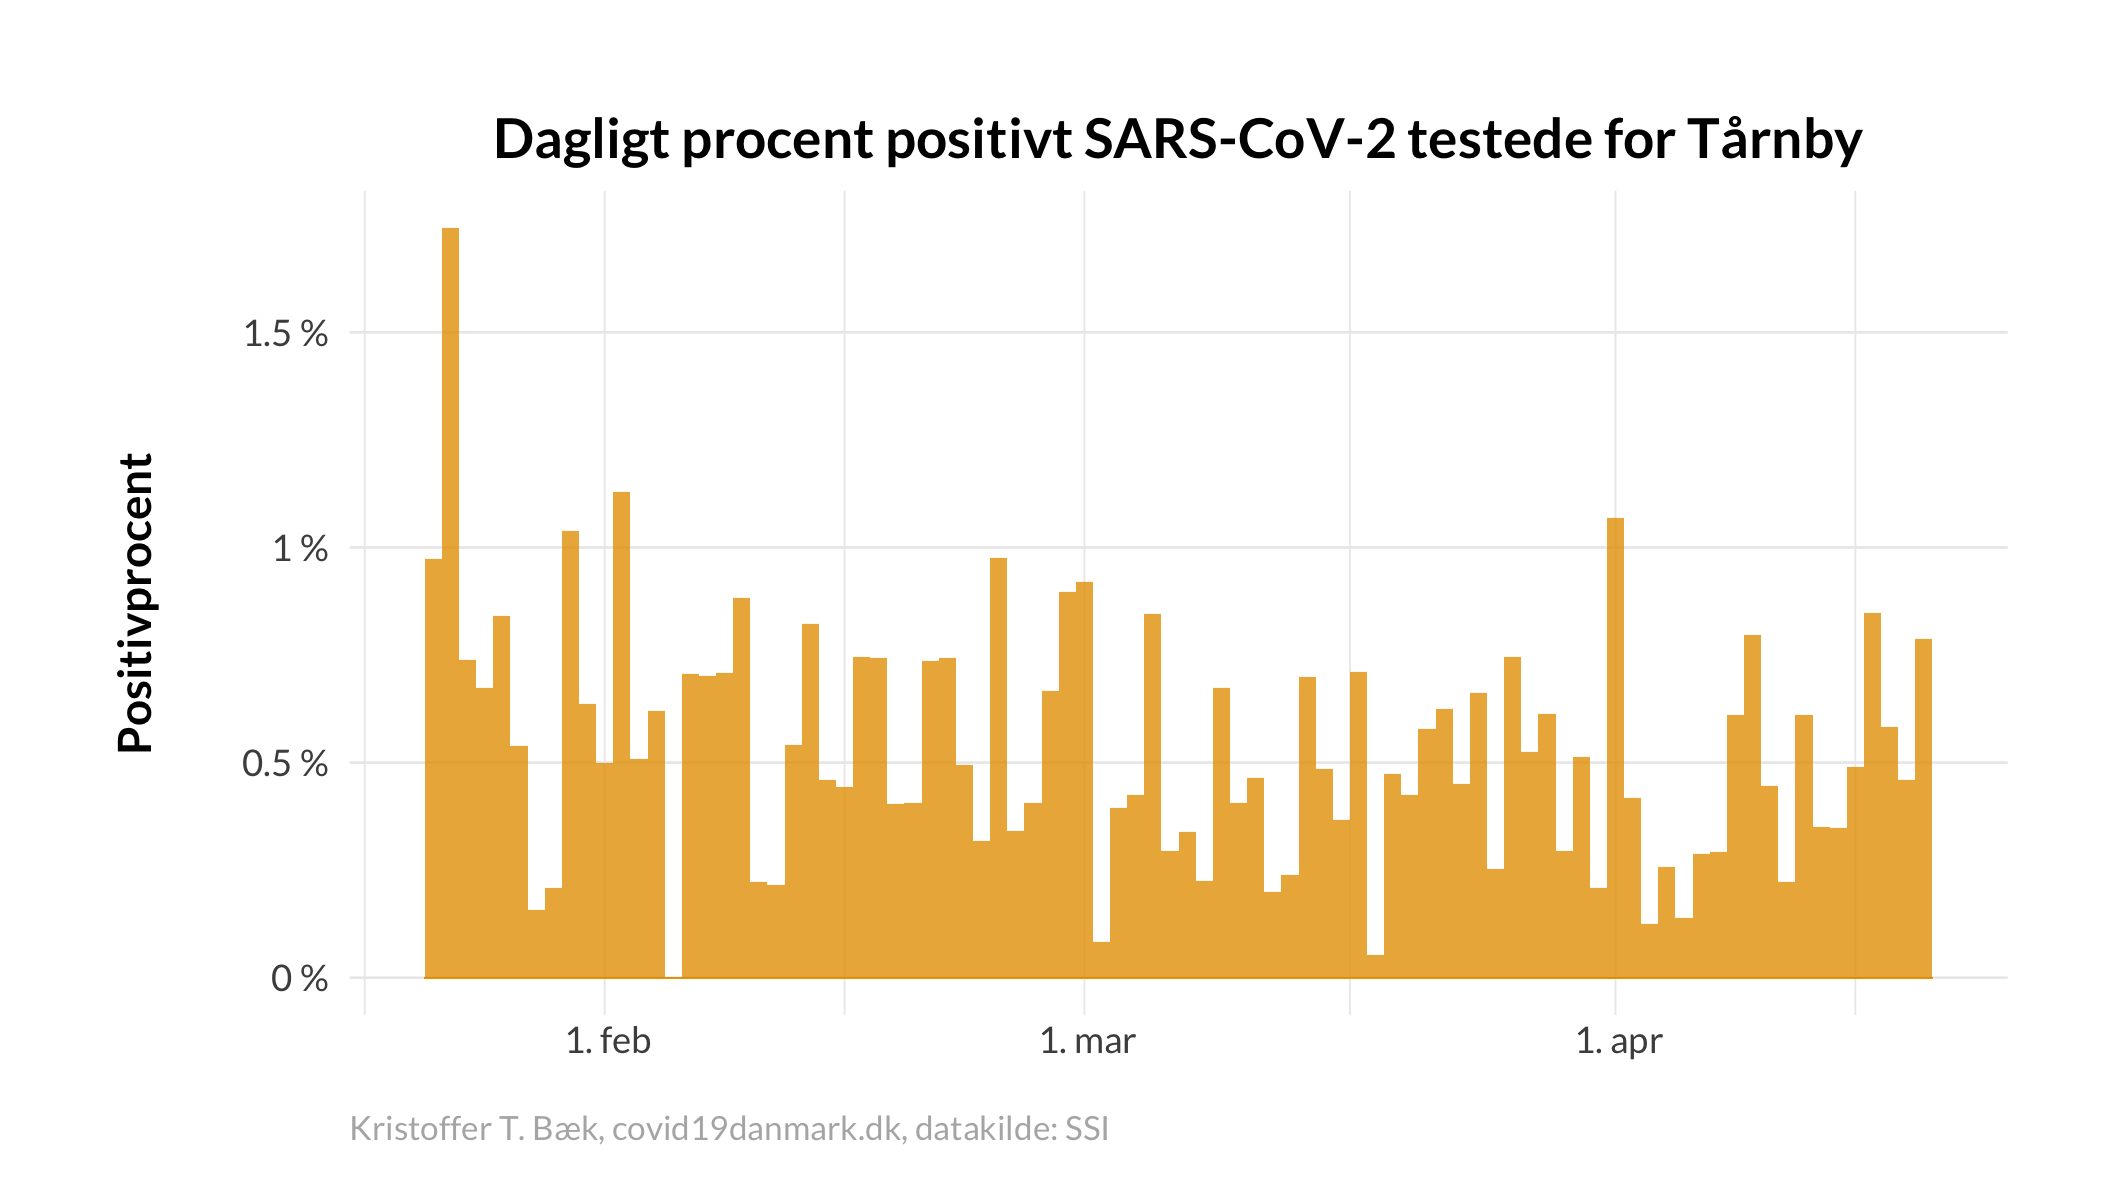 Dagligt procent positivt SARS-CoV-2 testede for Tårnby
Positivprocent
1.5 %
1 %
0.5 %
0 %
1. feb
1. mar
1. apr
Kristoffer T. Bæk, covid19danmark.dk, datakilde: SSI